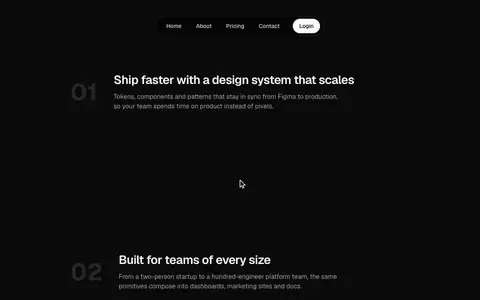 Home About Pricing Contact Login
01
Ship faster with a design system that scales
Tokens, components and patterns that stay in sync from Figma to production,
so your team spends time on product instead of pixels.
02
Built for teams of every size
From a two-person startup to a hundred-engineer platform team, the same
primitives compose into dashboards, marketing sites and docs.